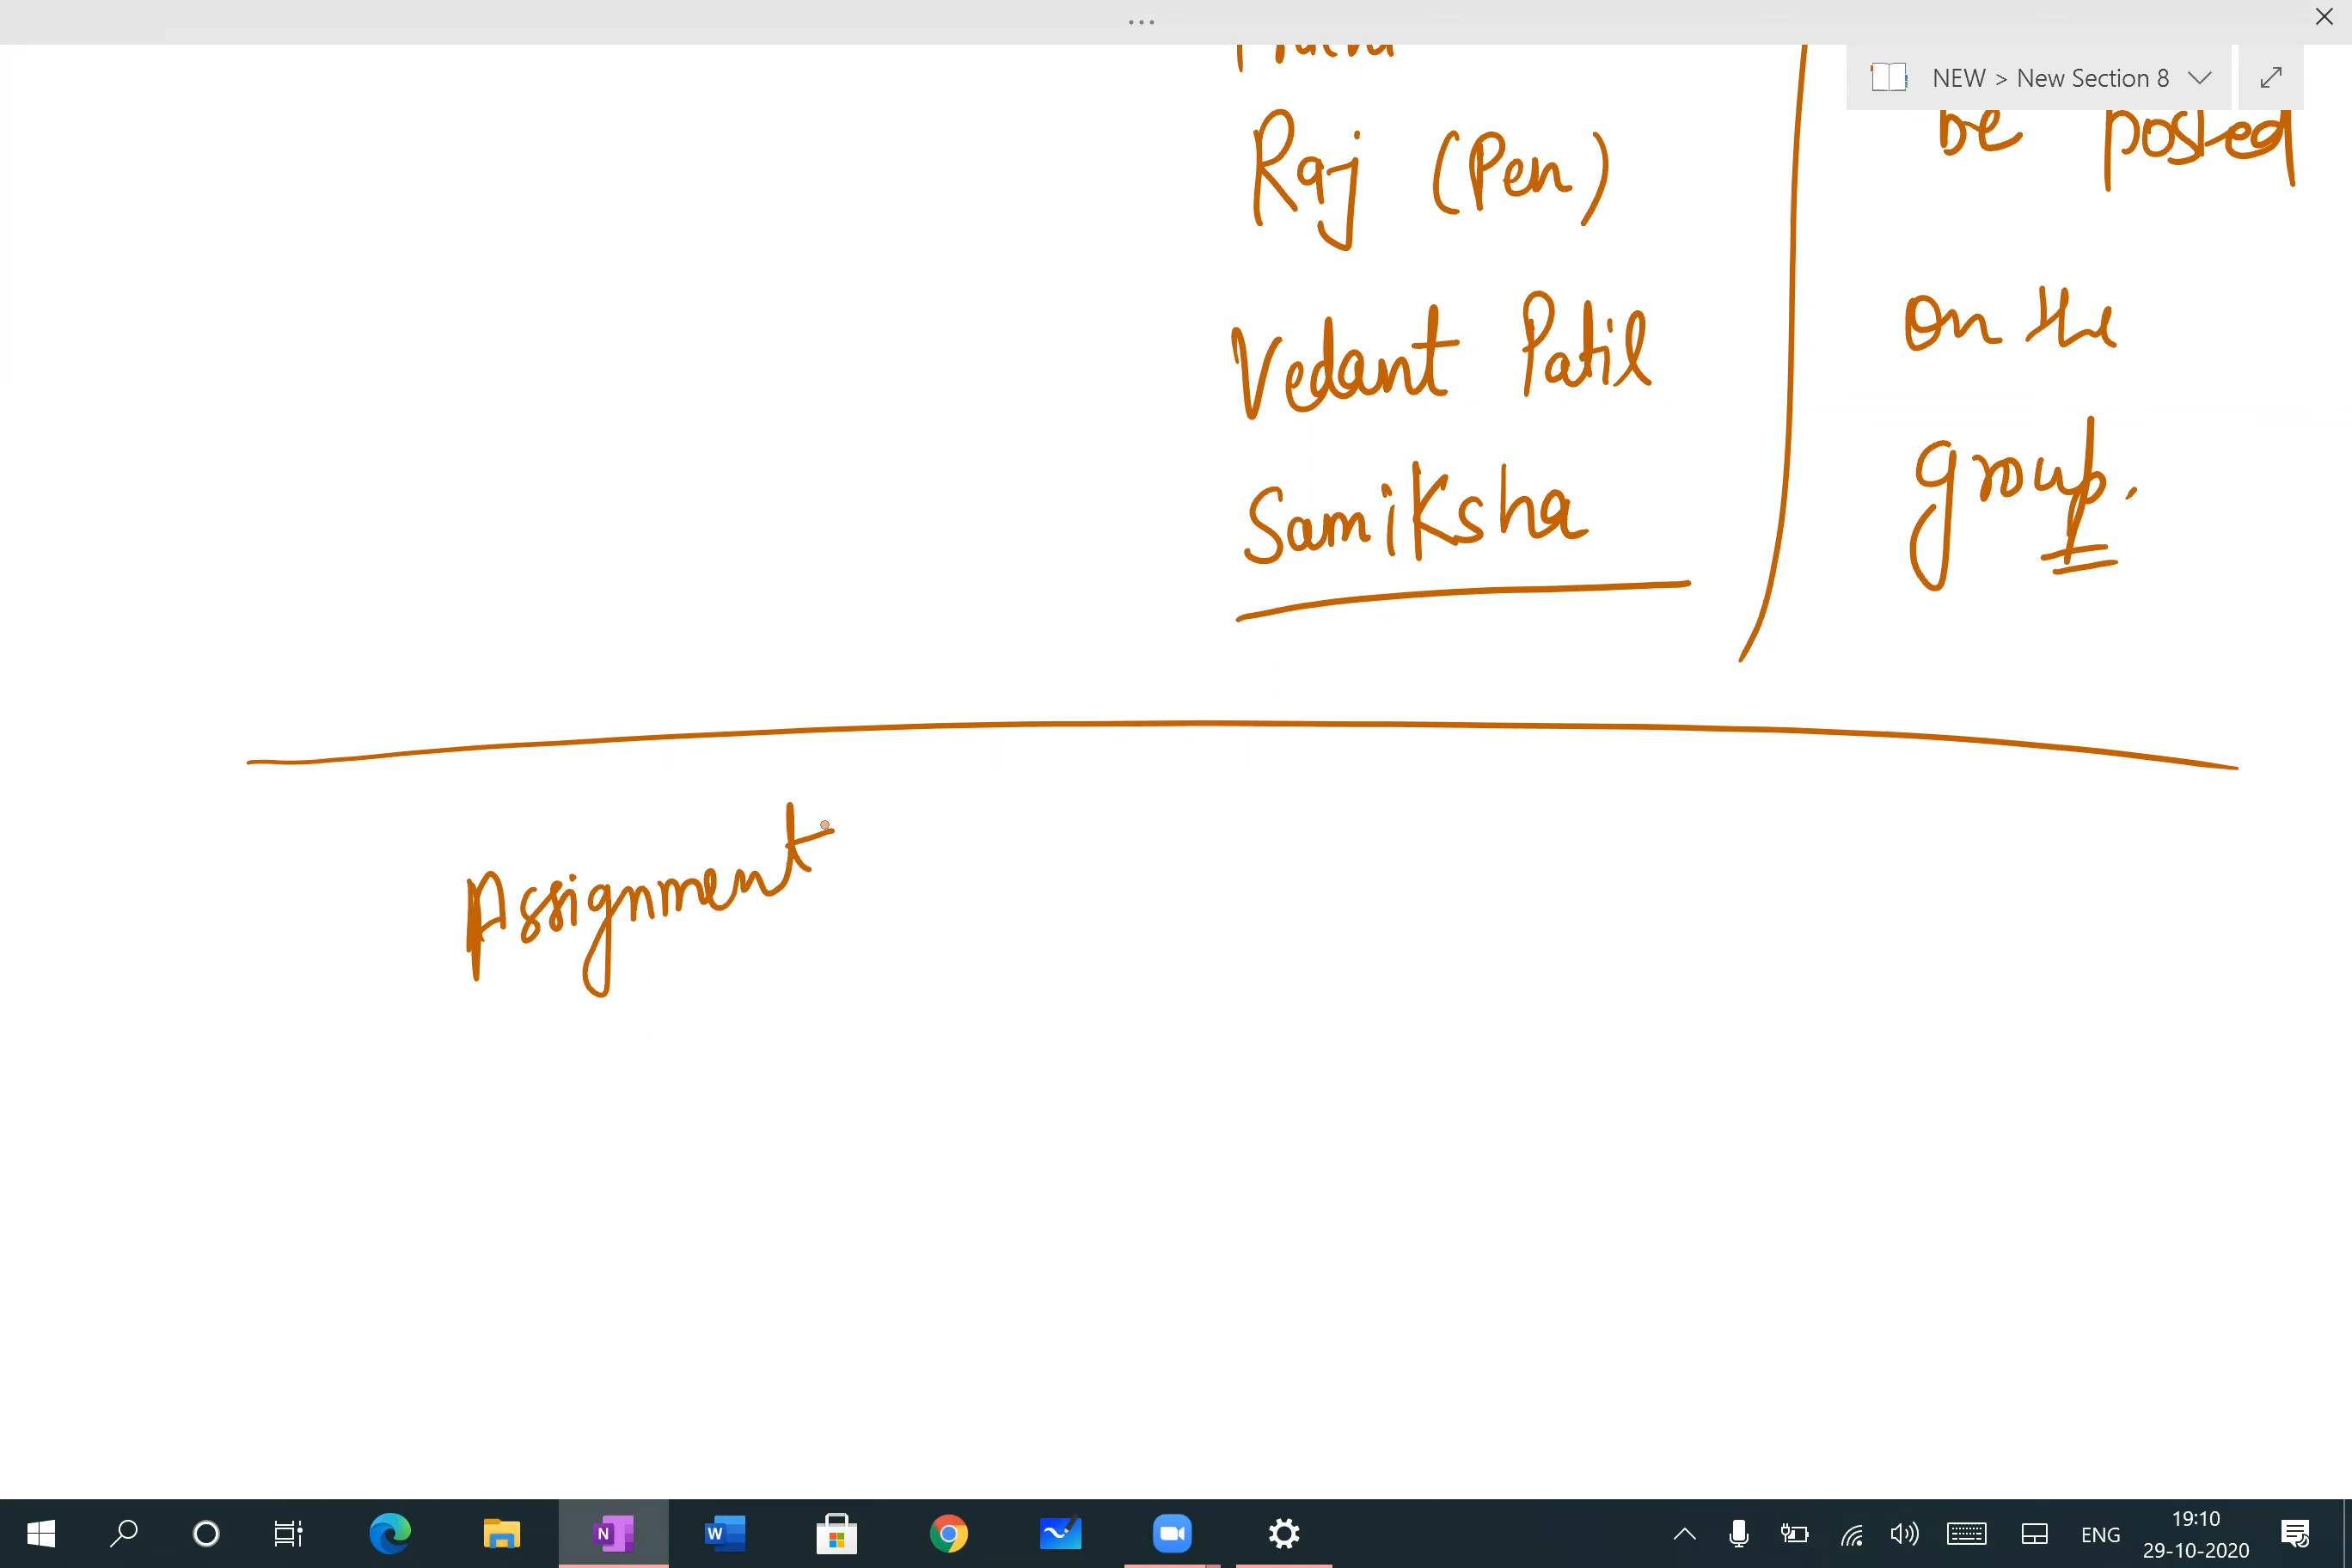 NEW > New Section 8
Raj (Pen)
Vedant Patil
Samiksha
be posted
on the
group.
Assignment
ENG
19:10
29-10-2020